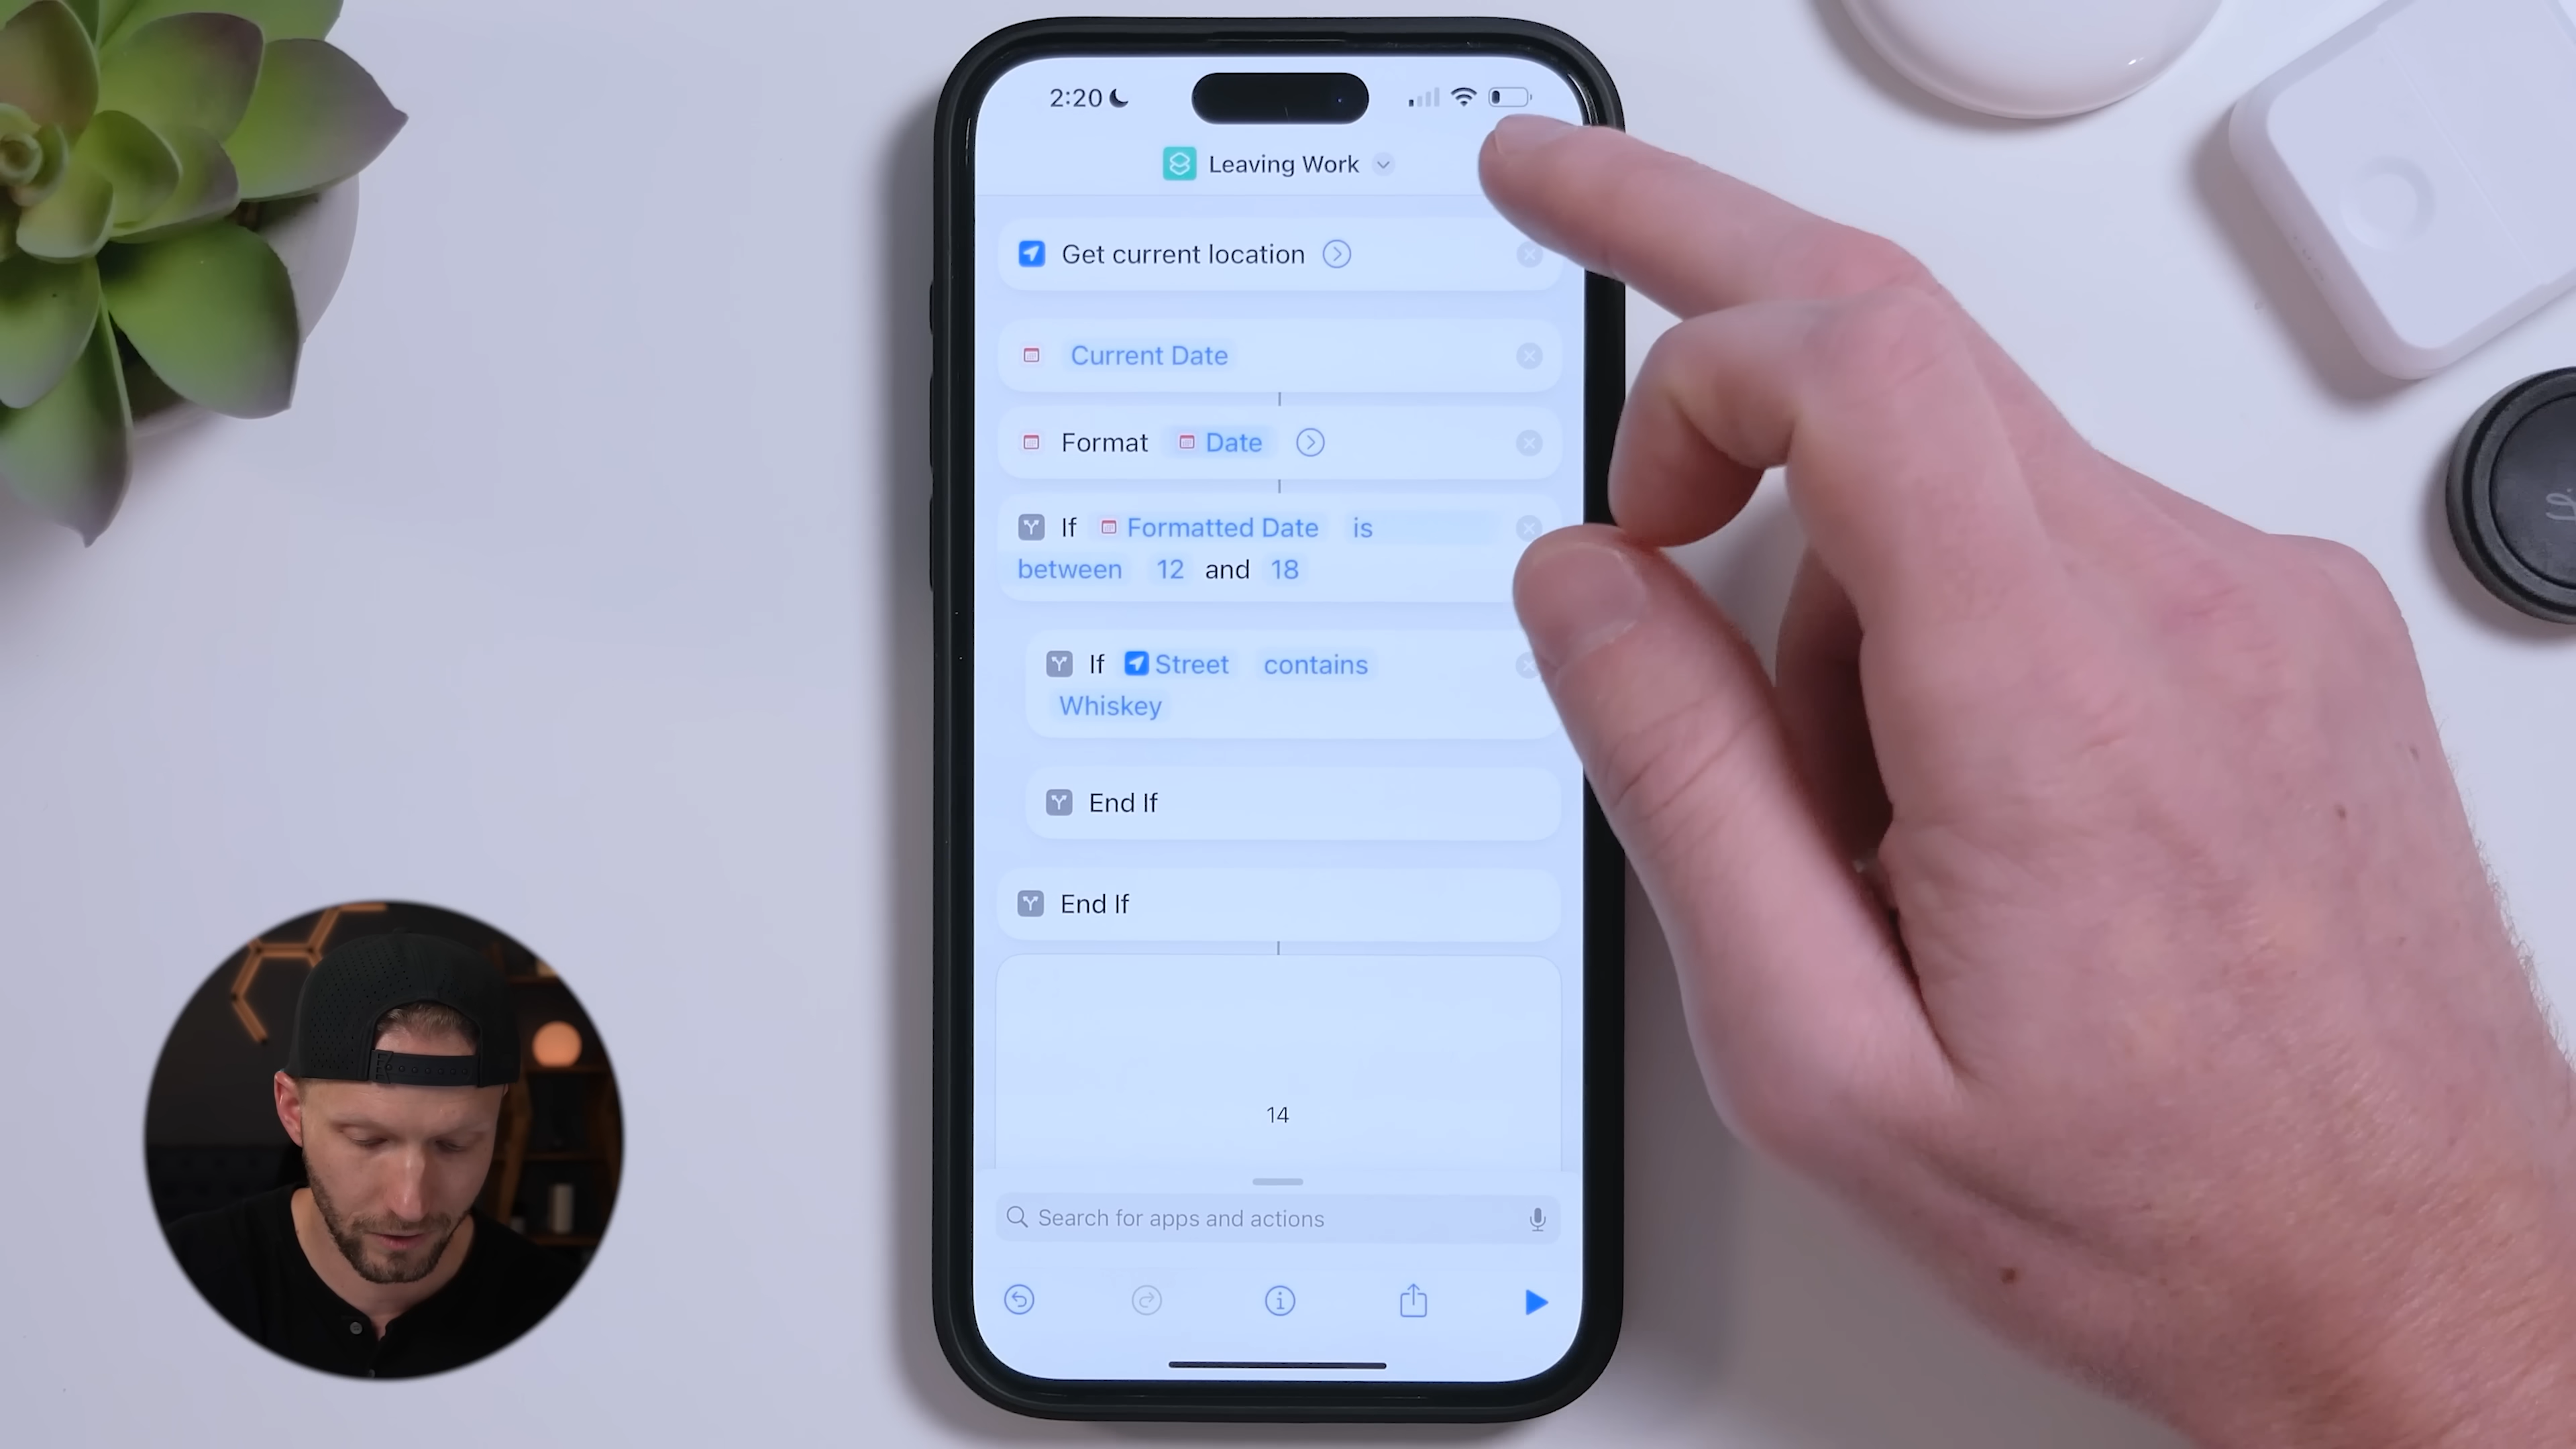 2:20
Leaving Work
Get current location
Current Date
Format Date
If Formatted Date is
between 12 and 18
If Street contains
Whiskey
End If
End If
14
Search for apps and actions